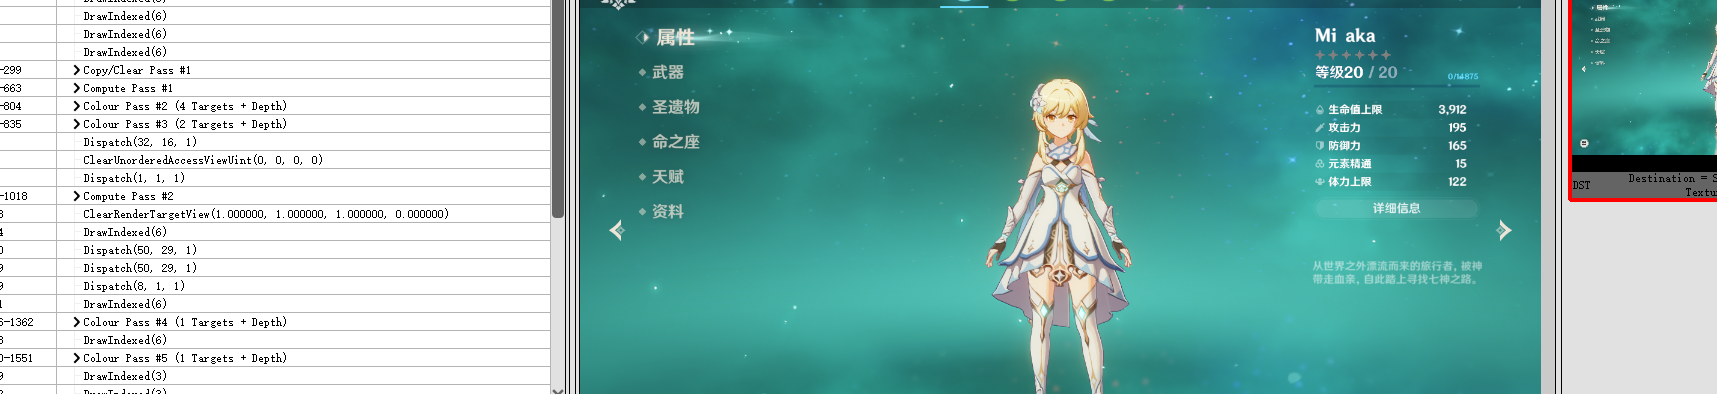 DrawIndexed(6)
DrawIndexed(6)
DrawIndexed(6)
-299 Copy/Clear Pass #1
-663 Compute Pass #1
-804 Colour Pass #2 (4 Targets + Depth)
-835 Colour Pass #3 (2 Targets + Depth)
Dispatch(32, 16, 1)
ClearUnorderedAccessViewUint(0, 0, 0, 0)
Dispatch(1, 1, 1)
-1018 Compute Pass #2
ClearRenderTargetView(1.000000, 1.000000, 1.000000, 0.000000)
DrawIndexed(6)
Dispatch(50, 29, 1)
Dispatch(50, 29, 1)
Dispatch(8, 1, 1)
DrawIndexed(6)
-1362 Colour Pass #4 (1 Targets + Depth)
DrawIndexed(6)
-1551 Colour Pass #5 (1 Targets + Depth)
DrawIndexed(3)
DrawIndexed(3)
属性
武器
圣遗物
命之座
天赋
资料
Mi aka
等级20 / 20
0/14875
生命值上限 3,912
攻击力 195
防御力 165
元素精通 15
体力上限 122
详细信息
从世界之外漂流而来的旅行者，被神
带走血亲，自此踏上寻找七神之路。
DST
Destination = S
Textu